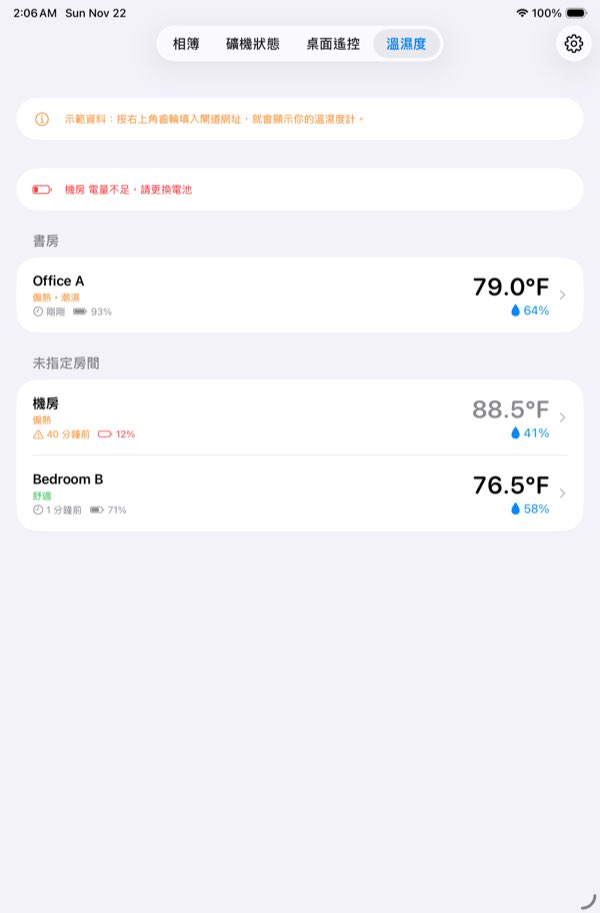 2:06 AM Sun Nov 22
100%
相簿 礦機狀態 桌面遙控 溫濕度
示範資料：按右上角齒輪填入閘道網址，就會顯示你的溫濕度計。
機房 電量不足，請更換電池
書房
Office A
79.0°F
偏熱・潮濕
剛剛 93%
64%
未指定房間
機房
88.5°F
偏熱
40 分鐘前 12%
41%
Bedroom B
76.5°F
舒適
1 分鐘前 71%
58%